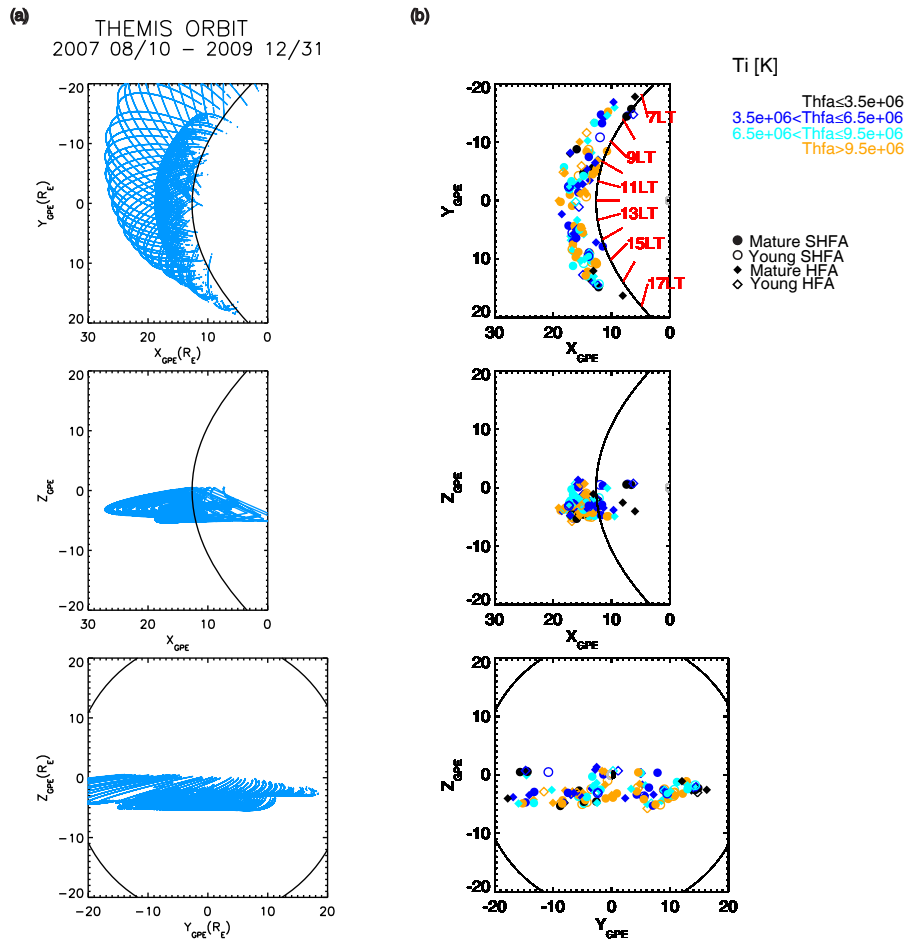 (a)
THEMIS ORBIT
2007 08/10 − 2009 12/31
-20
-10
0
10
20
Y_GPE(R_E)
30
20
10
0
X_GPE(R_E)
20
10
0
-10
-20
Z_GPE
30
20
10
0
X_GPE
20
10
0
-10
-20
Z_GPE(R_E)
-20
-10
0
10
20
Y_GPE(R_E)
(b)
-20
-10
0
10
20
Y_GPE
7LT
9LT
11LT
13LT
15LT
17LT
30
20
10
0
X_GPE
20
10
0
-10
-20
Z_GPE
30
20
10
0
X_GPE
20
10
0
-10
-20
Z_GPE
-20
-10
0
10
20
Y_GPE
Ti [K]
Thfa≤3.5e+06
3.5e+06<Thfa≤6.5e+06
6.5e+06<Thfa≤9.5e+06
Thfa>9.5e+06
Mature SHFA
Young SHFA
Mature HFA
Young HFA